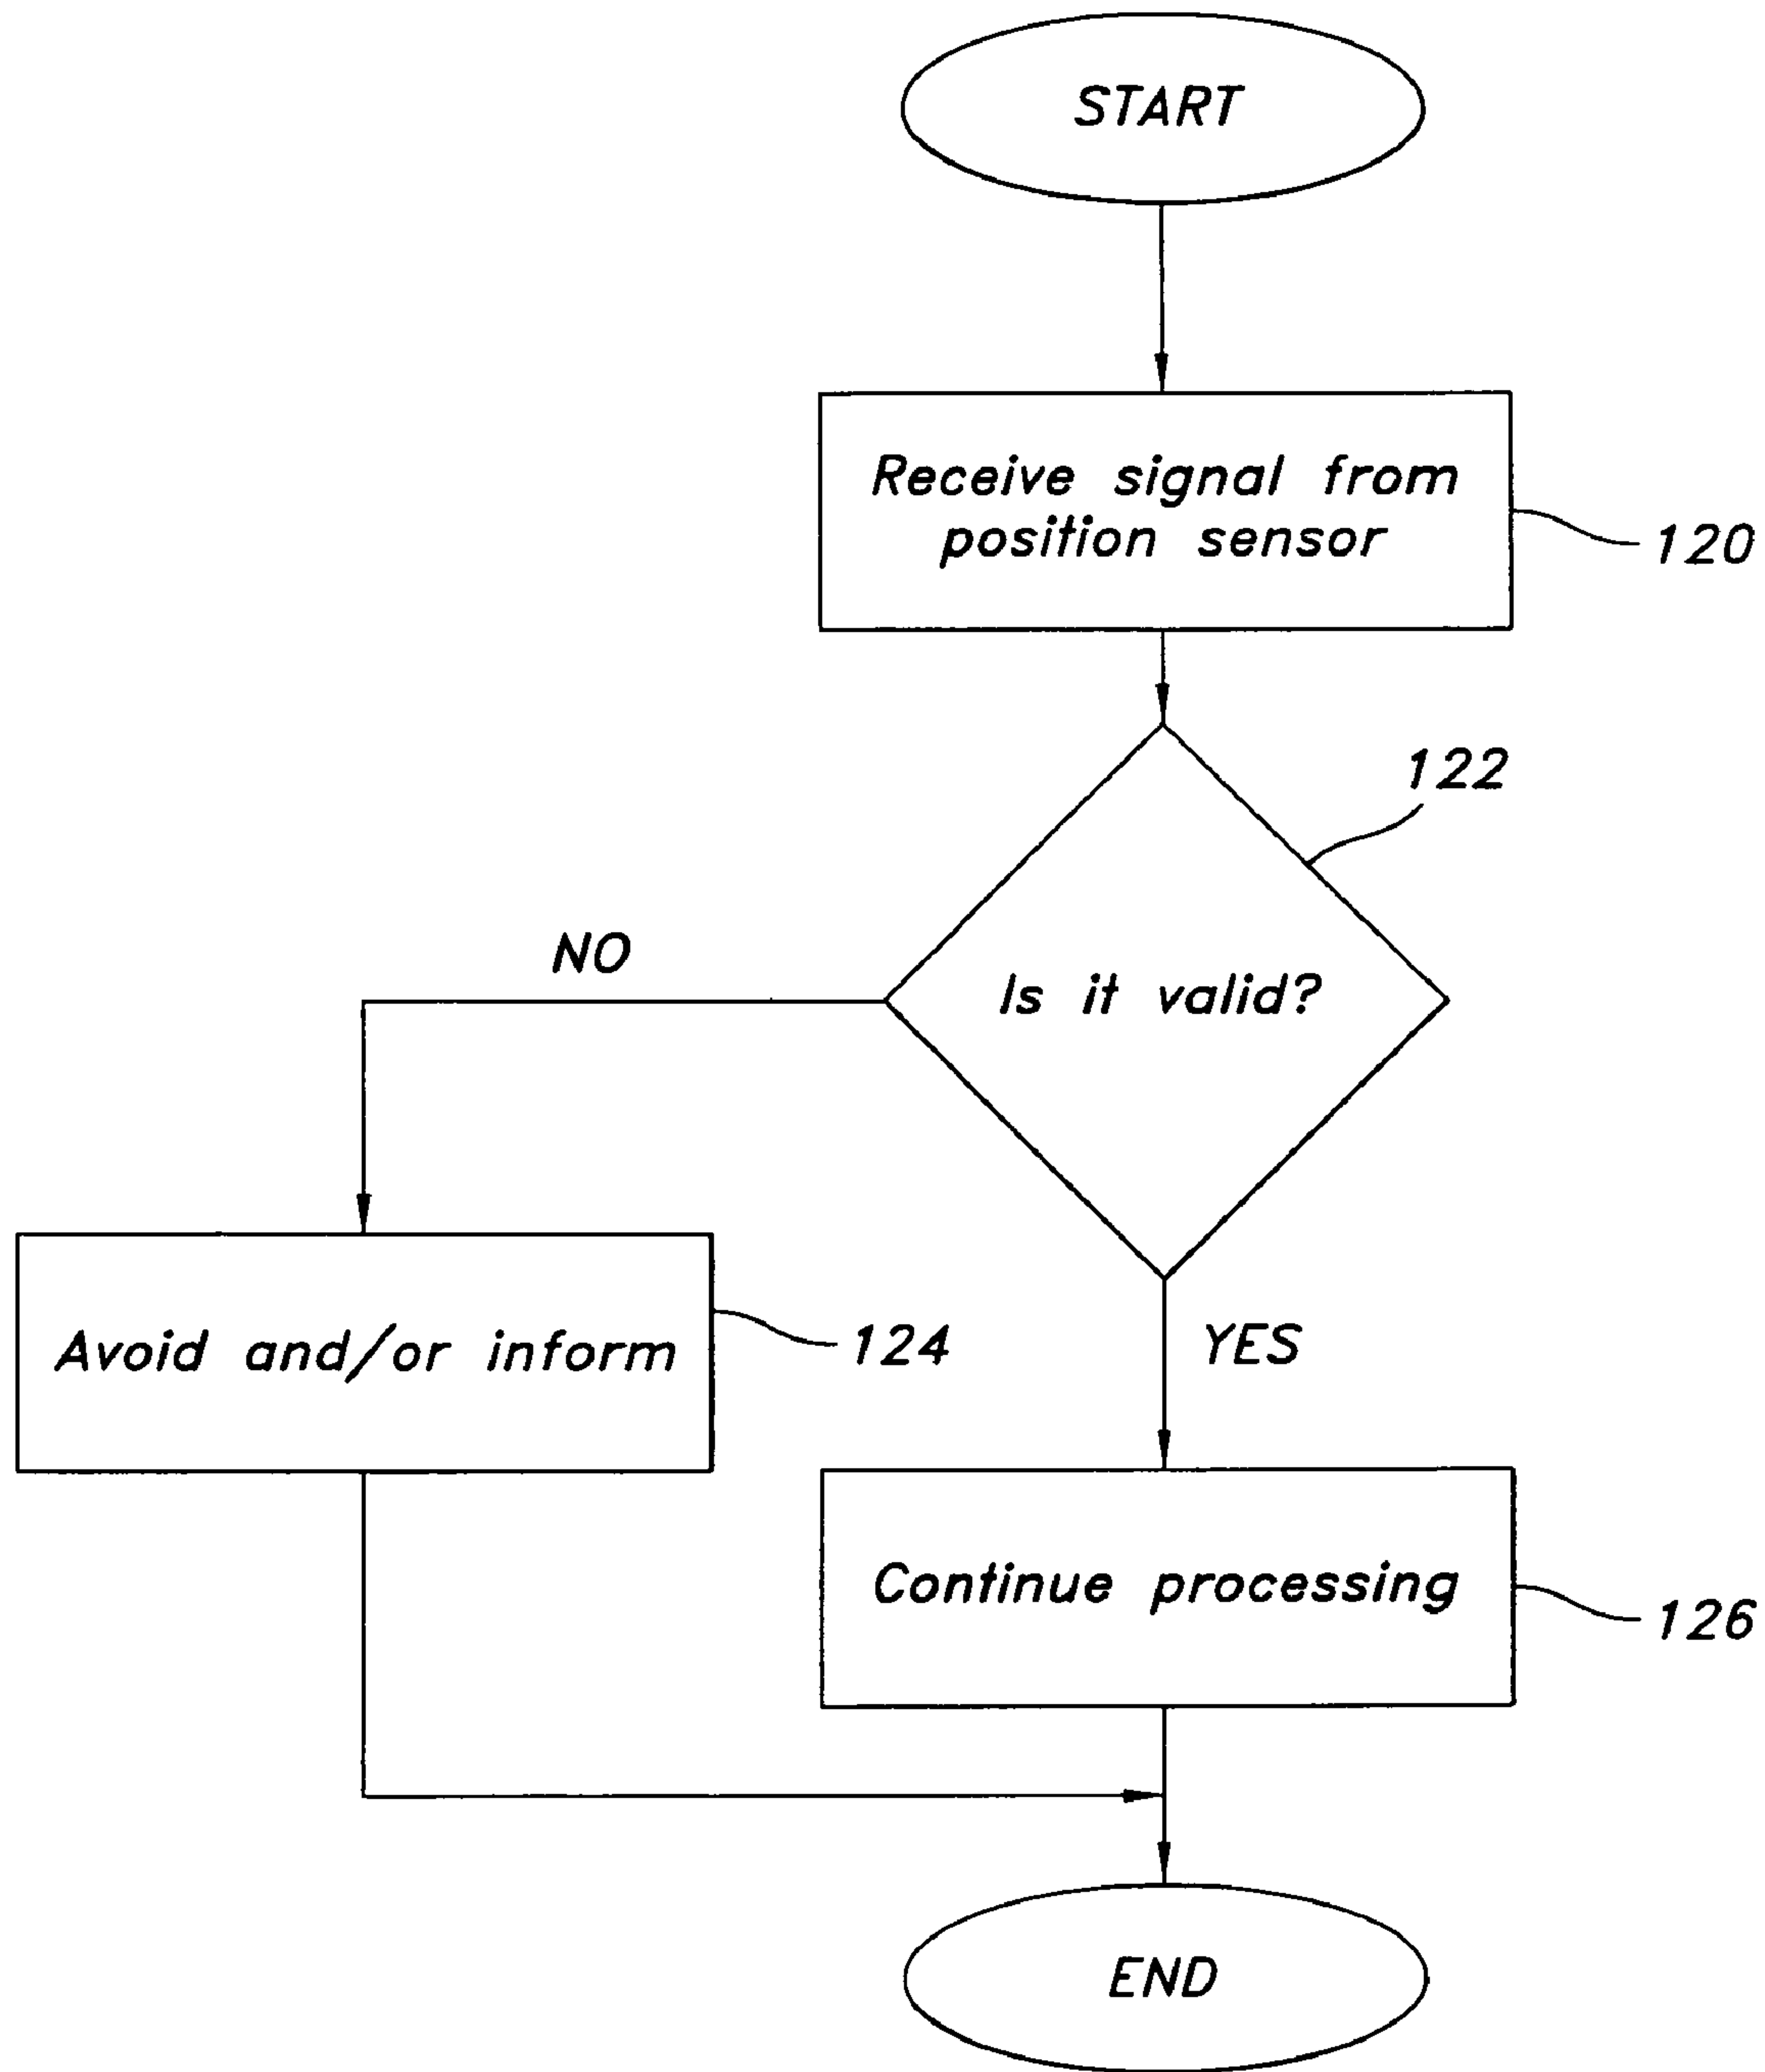 START
Receive signal from
position sensor
120
122
Is it valid?
NO
YES
Avoid and/or inform
124
Continue processing
126
END